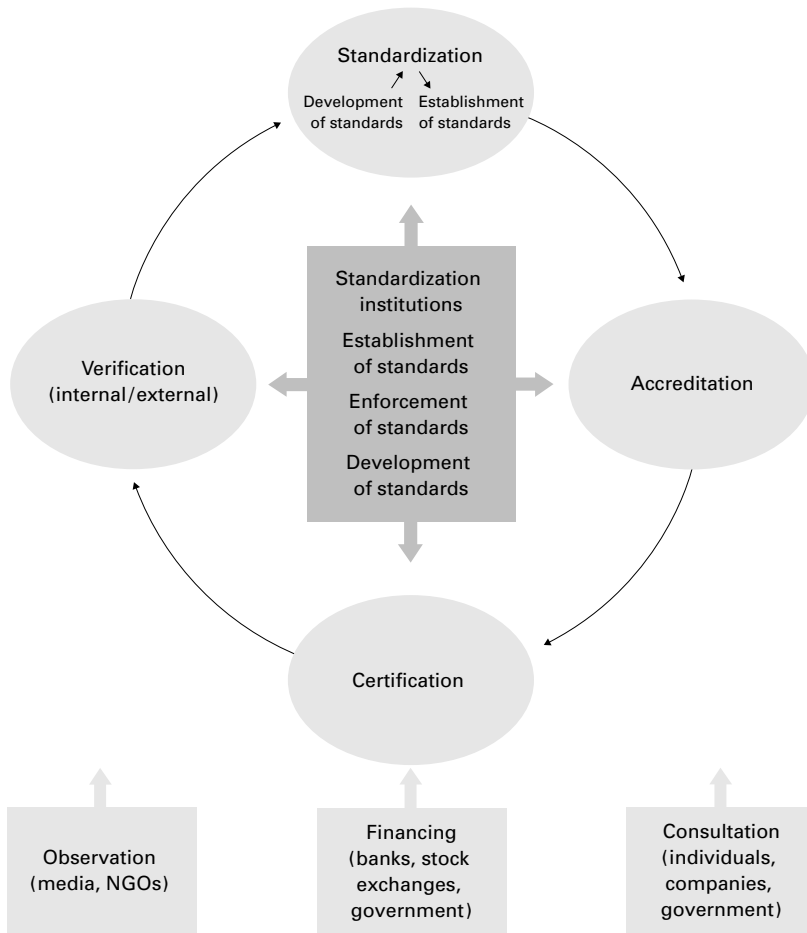 Standardization
Development
of standards
Establishment
of standards
Standardization
institutions
Establishment
of standards
Enforcement
of standards
Development
of standards
Verification
(internal/external)
Accreditation
Certification
Observation
(media, NGOs)
Financing
(banks, stock
exchanges,
government)
Consultation
(individuals,
companies,
government)